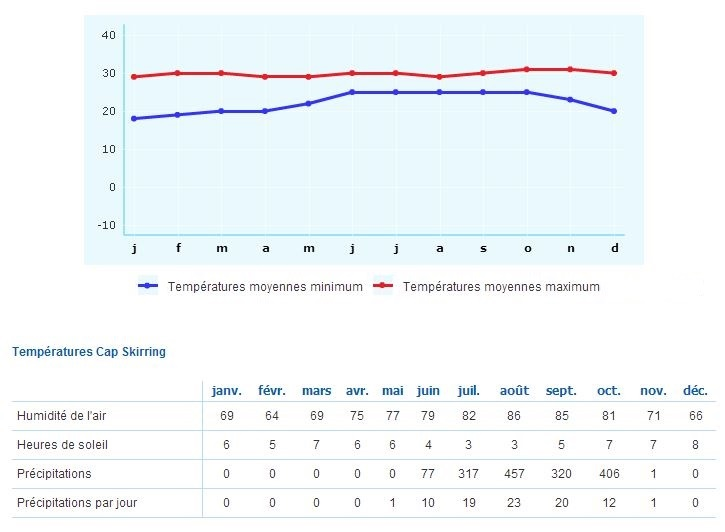 40
30
20
10
0
-10
j f m a m j j a s o n d
Températures moyennes minimum Températures moyennes maximum
Températures Cap Skirring
janv. févr. mars avr. mai juin juil. août sept. oct. nov. déc.
Humidité de l'air 69 64 69 75 77 79 82 86 85 81 71 66
Heures de soleil 6 5 7 6 6 4 3 3 5 7 7 8
Précipitations 0 0 0 0 0 77 317 457 320 406 1 0
Précipitations par jour 0 0 0 0 1 10 19 23 20 12 1 0